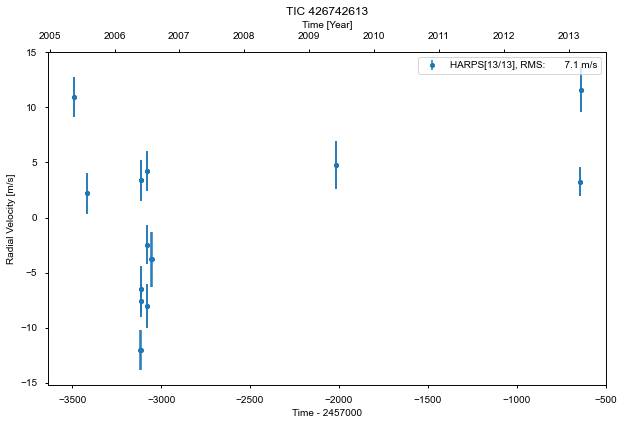 TIC 426742613
Time [Year]
2005 2006 2007 2008 2009 2010 2011 2012 2013
HARPS[13/13], RMS: 7.1 m/s
15
10
5
0
−5
−10
−15
Radial Velocity [m/s]
−3500 −3000 −2500 −2000 −1500 −1000 −500
Time - 2457000